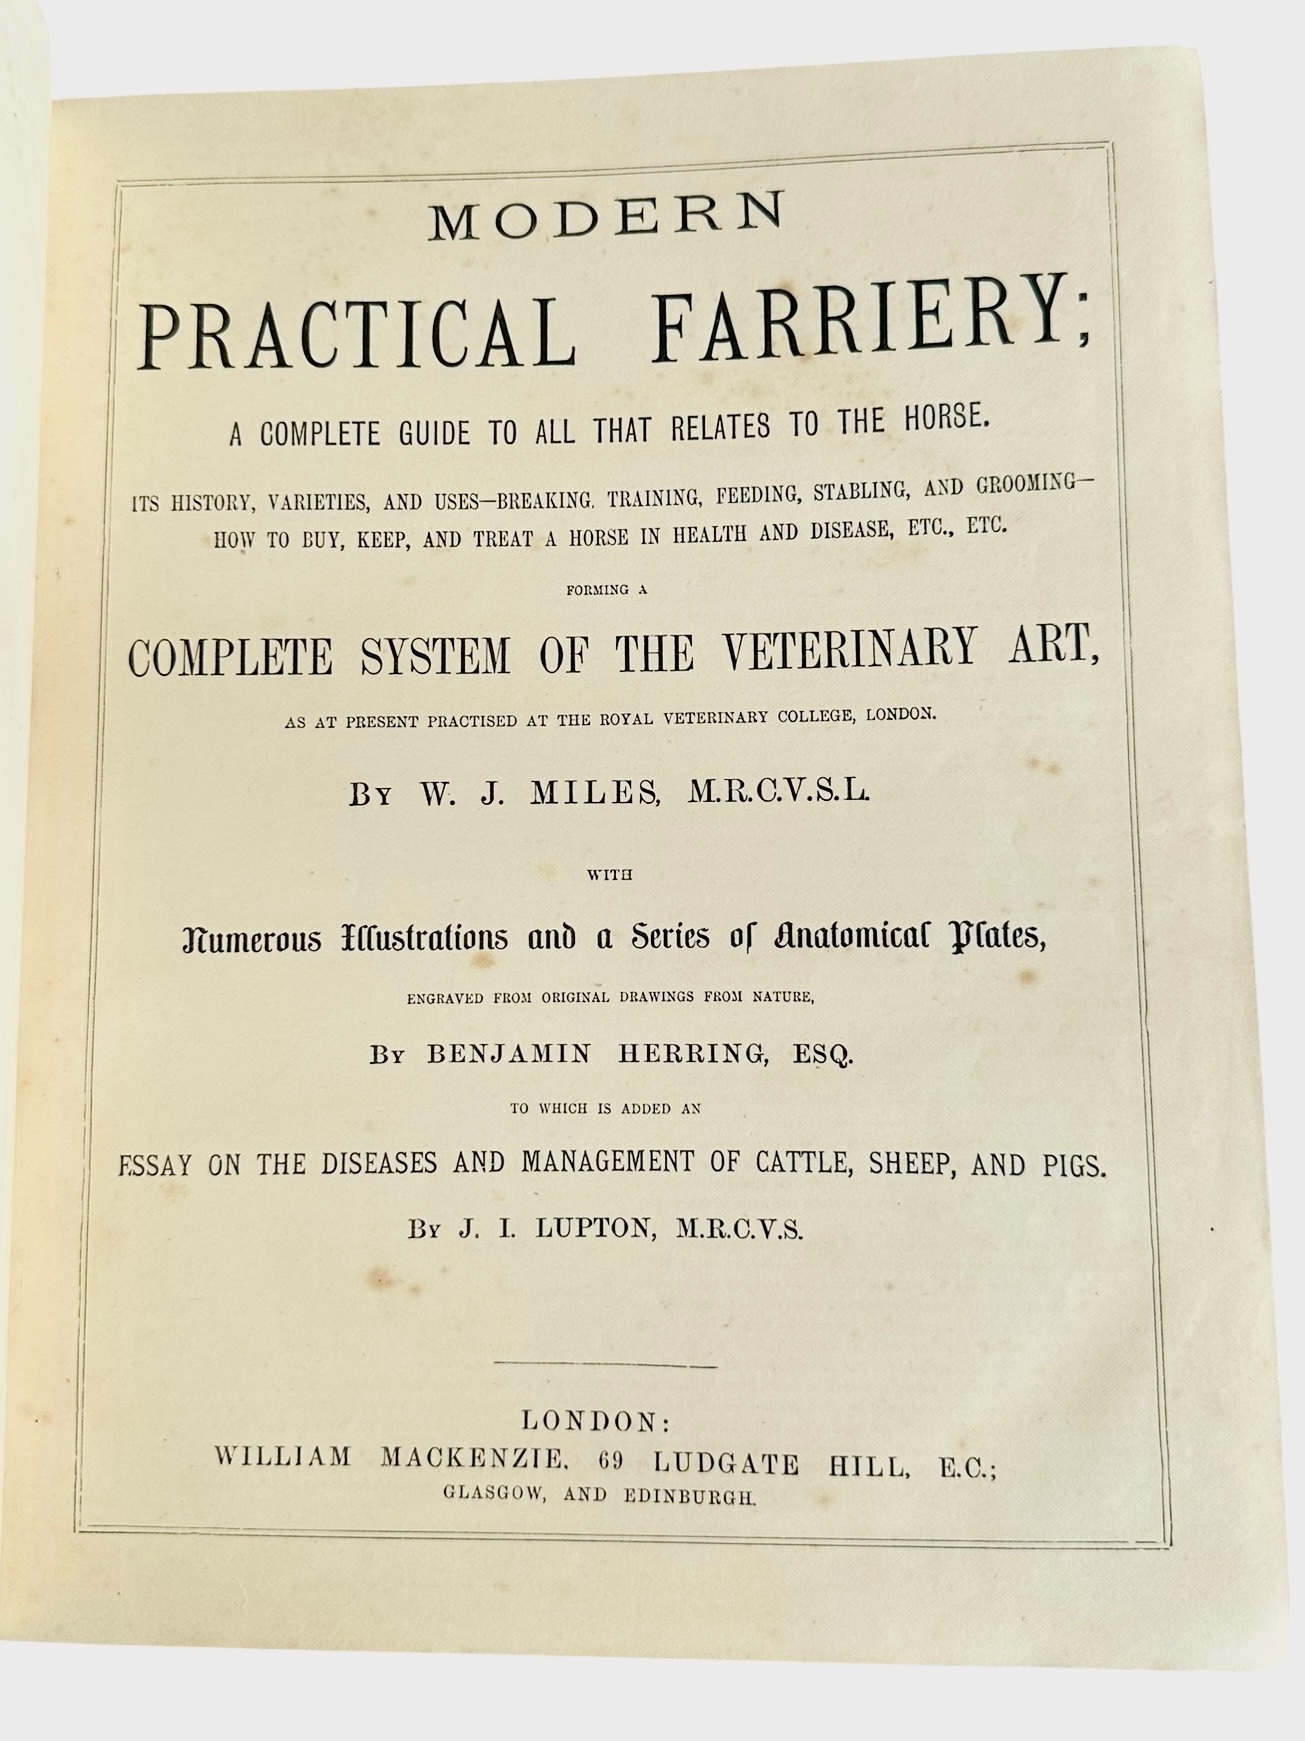 MODERN
PRACTICAL FARRIERY;
A COMPLETE GUIDE TO ALL THAT RELATES TO THE HORSE.
ITS HISTORY, VARIETIES, AND USES—BREAKING, TRAINING, FEEDING, STABLING, AND GROOMING—
HOW TO BUY, KEEP, AND TREAT A HORSE IN HEALTH AND DISEASE, ETC., ETC.
FORMING A
COMPLETE SYSTEM OF THE VETERINARY ART,
AS AT PRESENT PRACTISED AT THE ROYAL VETERINARY COLLEGE, LONDON.
BY W. J. MILES, M.R.C.V.S.L.
WITH
Numerous Illustrations and a Series of Anatomical Plates,
ENGRAVED FROM ORIGINAL DRAWINGS FROM NATURE,
BY BENJAMIN HERRING, ESQ.
TO WHICH IS ADDED AN
ESSAY ON THE DISEASES AND MANAGEMENT OF CATTLE, SHEEP, AND PIGS.
BY J. I. LUPTON, M.R.C.V.S.
LONDON:
WILLIAM MACKENZIE, 69 LUDGATE HILL, E.C.;
GLASGOW, AND EDINBURGH.